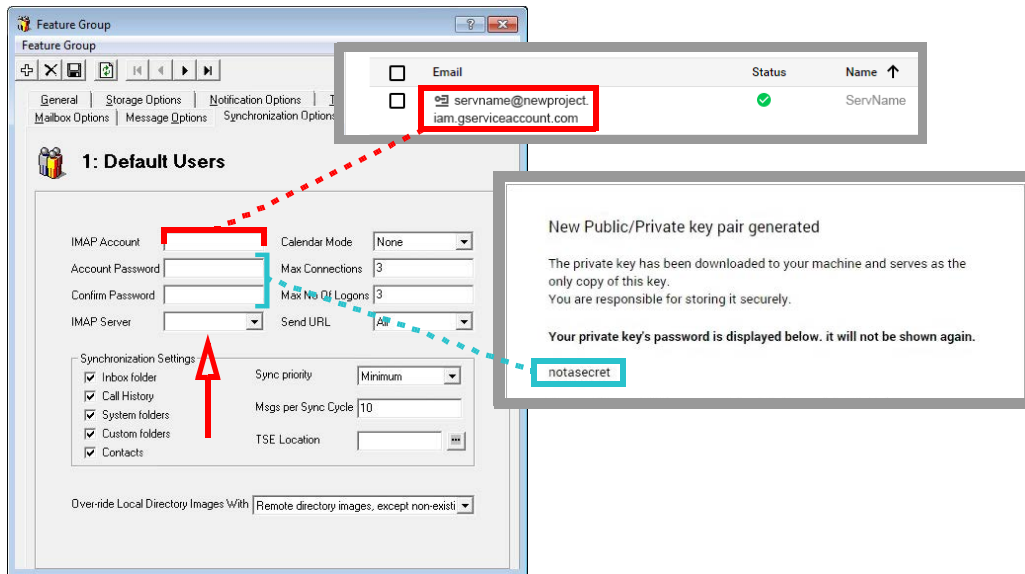 Feature Group
Feature Group
General
Storage Options
Notification Options
Mailbox Options
Message Options
Synchronization Options
1: Default Users
IMAP Account
Calendar Mode
None
Account Password
Max Connections
3
Confirm Password
Max No Of Logons
3
IMAP Server
Send URL
All
Synchronization Settings
Inbox folder
Call History
System folders
Custom folders
Contacts
Sync priority
Minimum
Msgs per Sync Cycle
10
TSE Location
Over-ride Local Directory Images With
Remote directory images, except non-existi
Email
Status
Name
servname@newproject.
iam.gserviceaccount.com
ServName
New Public/Private key pair generated
The private key has been downloaded to your machine and serves as the
only copy of this key.
You are responsible for storing it securely.
Your private key's password is displayed below. it will not be shown again.
notasecret